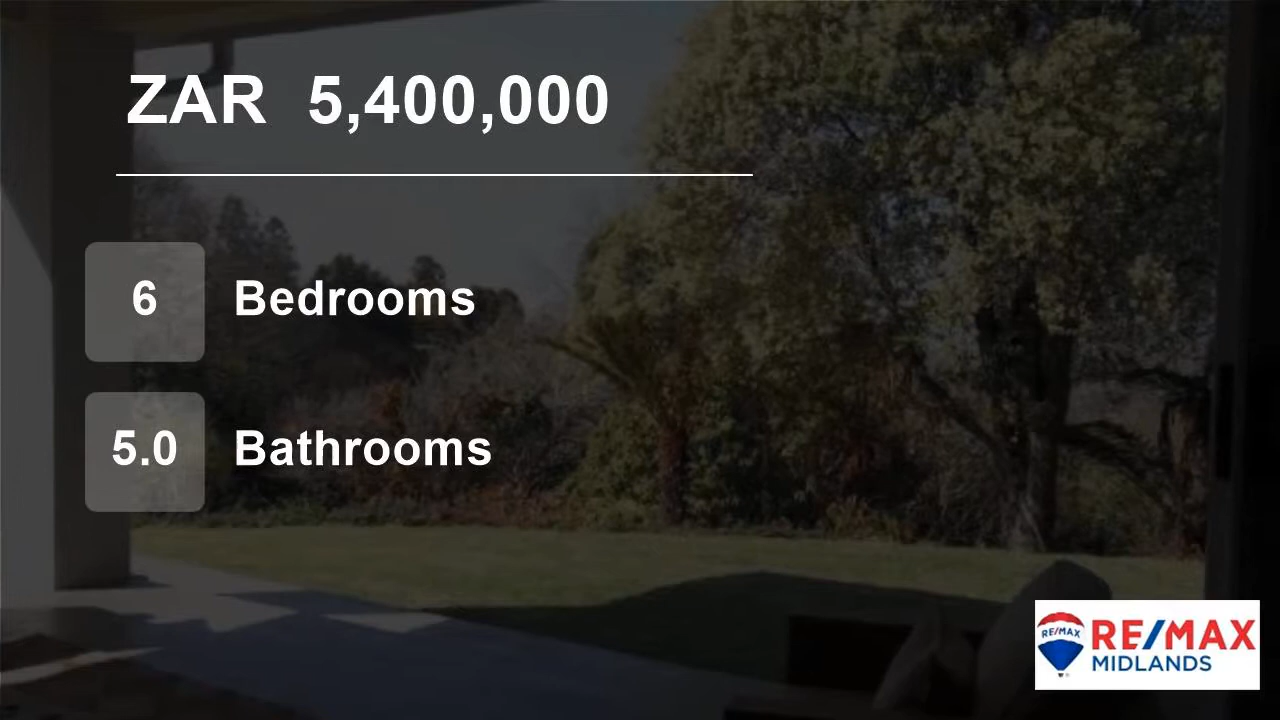 ZAR 5,400,000
6 Bedrooms
5.0 Bathrooms
RE/MAX
RE/MAX
MIDLANDS